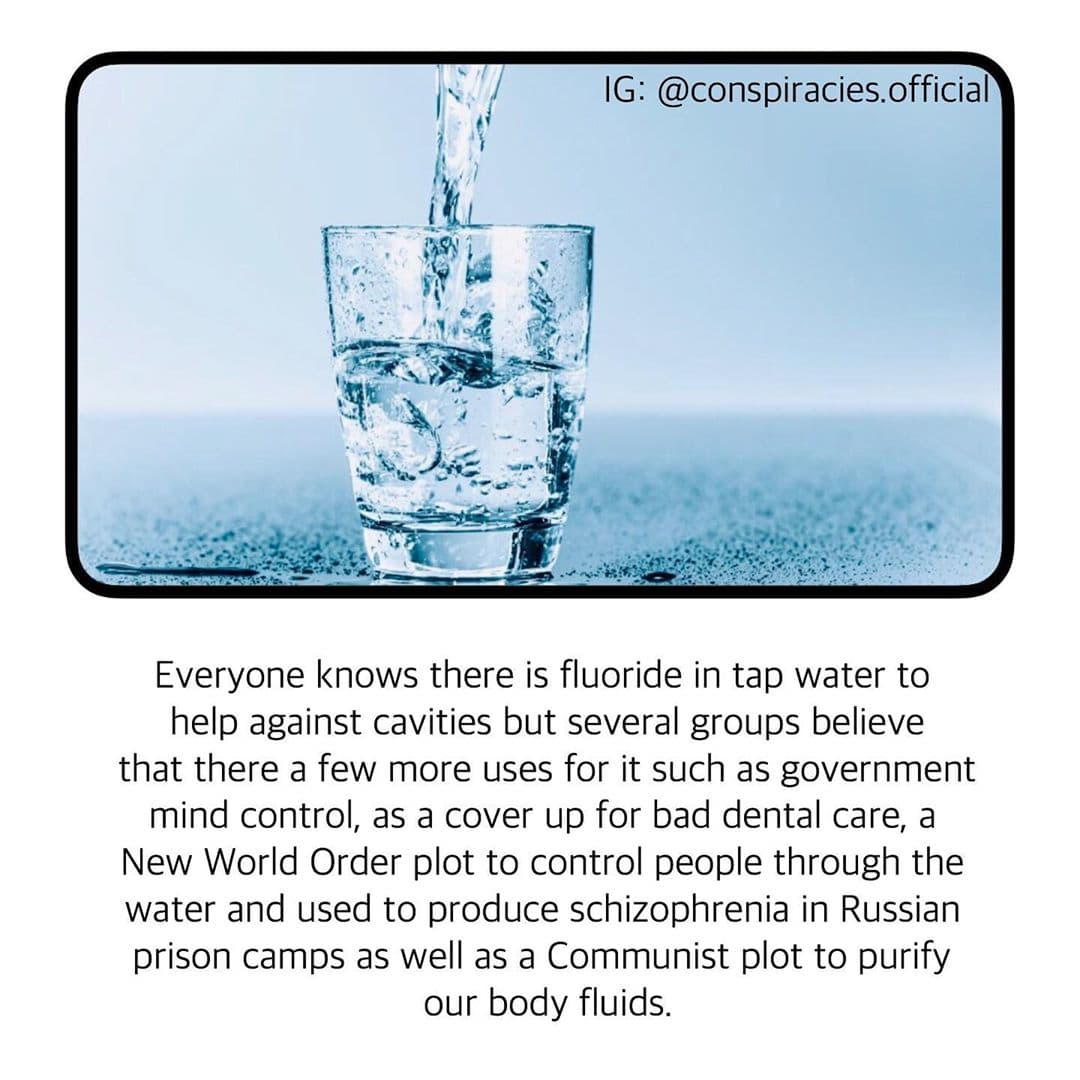 IG: @conspiracies.official
Everyone knows there is fluoride in tap water to
help against cavities but several groups believe
that there a few more uses for it such as government
mind control, as a cover up for bad dental care, a
New World Order plot to control people through the
water and used to produce schizophrenia in Russian
prison camps as well as a Communist plot to purify
our body fluids.